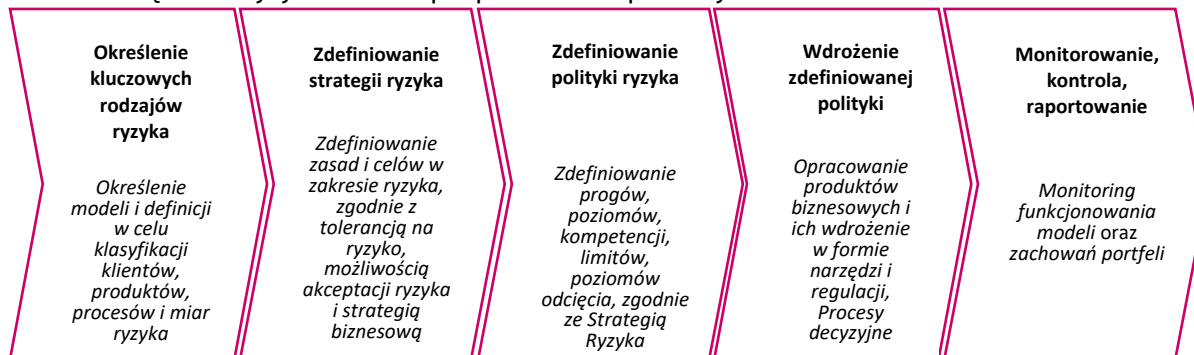 Określenie
kluczowych
rodzajów
ryzyka
Określenie
modeli i definicji
w celu
klasyfikacji
klientów,
produktów,
procesów i miar
ryzyka
Zdefiniowanie
strategii ryzyka
Zdefiniowanie
zasad i celów w
zakresie ryzyka,
zgodnie z
tolerancją na
ryzyko,
możliwością
akceptacji ryzyka
i strategią
biznesową
Zdefiniowanie
polityki ryzyka
Zdefiniowanie
progów,
poziomów,
kompetencji,
limitów,
poziomów
odcięcia, zgodnie
ze Strategią
Ryzyka
Wdrożenie
zdefiniowanej
polityki
Opracowanie
produktów
biznesowych i
ich wdrożenie
w formie
narzędzi i
regulacji,
Procesy
decyzyjne
Monitorowanie,
kontrola,
raportowanie
Monitoring
funkcjonowania
modeli oraz
zachowań portfeli